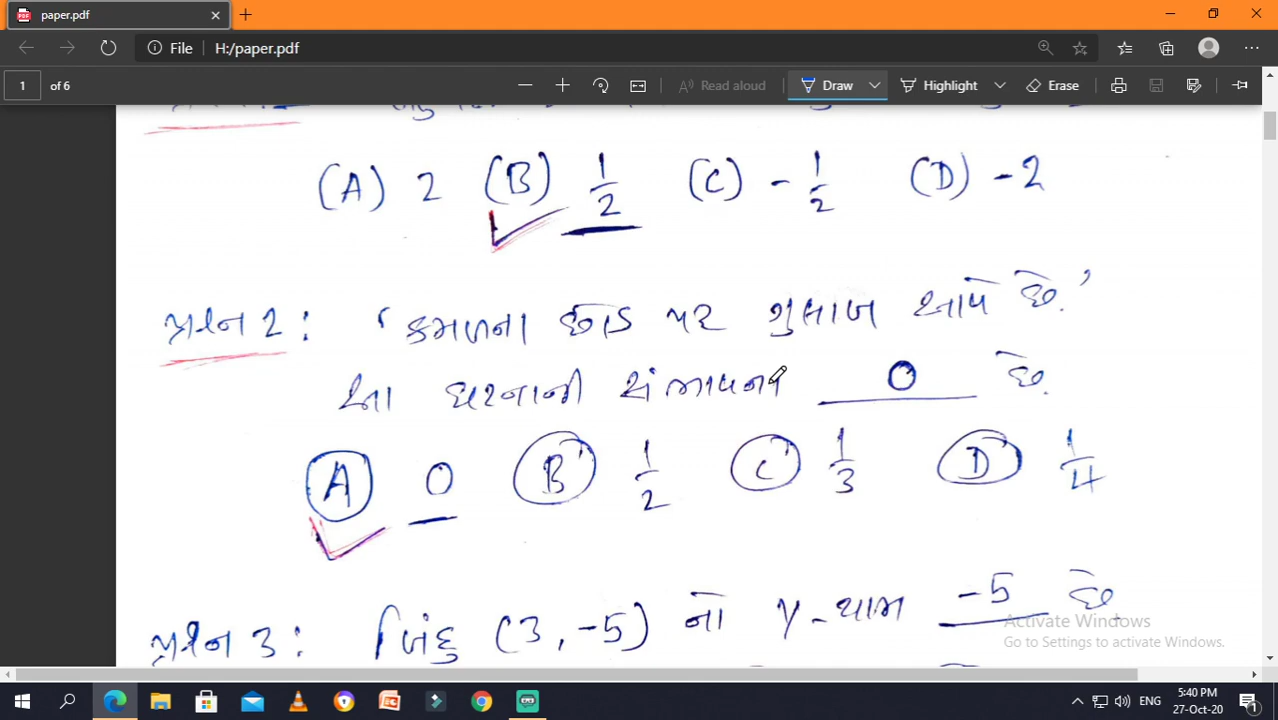 paper.pdf
File H:/paper.pdf
1 of 6 Read aloud Draw Highlight Erase
(A) 2 (B) 1/2 (C) - 1/2 (D) -2
પ્રશ્ન 2 : ‘ કમળના છોડ પર ગુલાબ આપે છે.’
આ ઘટનાની સંભાવના 0 છે.
A 0 B 1/2 C 1/3 D 1/4
પ્રશ્ન 3 : બિંદુ (3, -5) નો y-યામ -5 છે
Activate Windows
Go to Settings to activate Windows.
ENG 5:40 PM
27-Oct-20